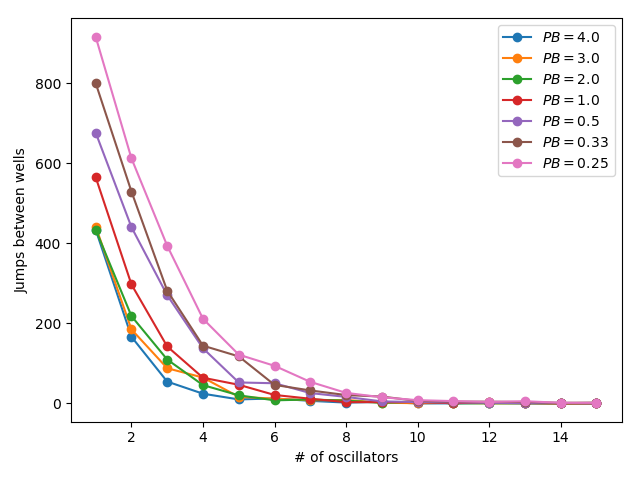 PB = 4.0
PB = 3.0
PB = 2.0
PB = 1.0
PB = 0.5
PB = 0.33
PB = 0.25
Jumps between wells
800
600
400
200
0
2 4 6 8 10 12 14
# of oscillators